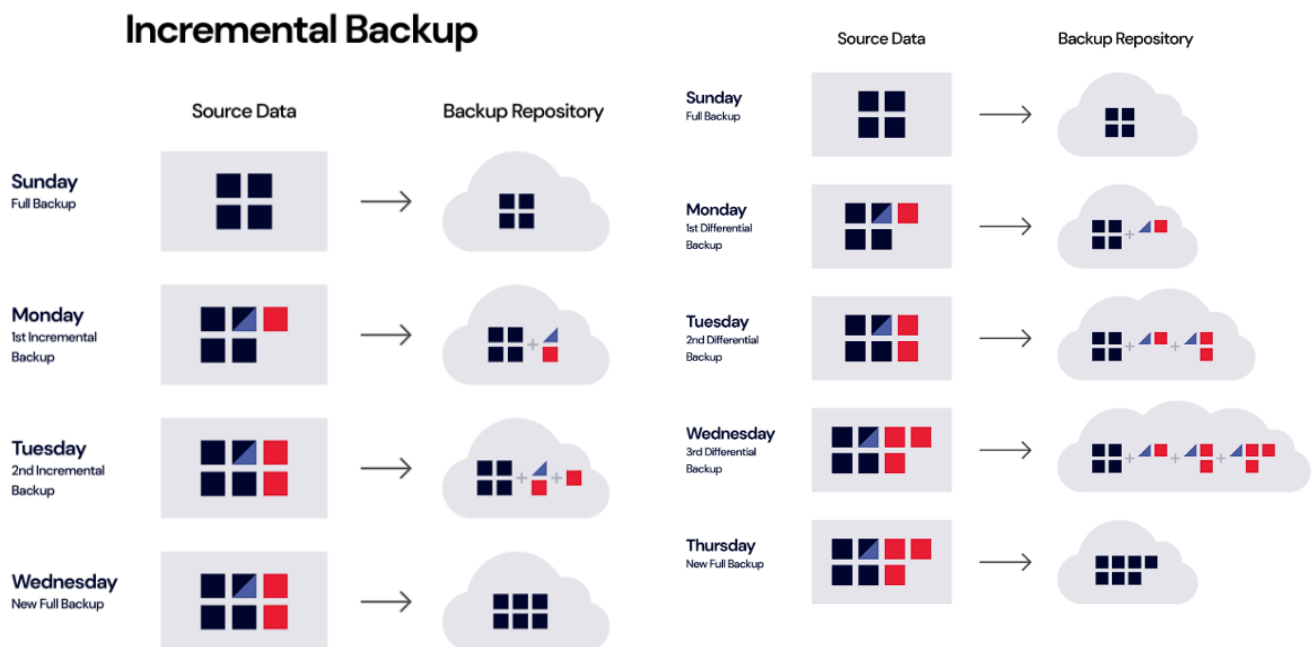 Incremental Backup
Source Data
Backup Repository
Sunday
Full Backup
Monday
1st Incremental
Backup
Tuesday
2nd Incremental
Backup
Wednesday
New Full Backup
Source Data
Backup Repository
Sunday
Full Backup
Monday
1st Differential
Backup
Tuesday
2nd Differential
Backup
Wednesday
3rd Differential
Backup
Thursday
New Full Backup